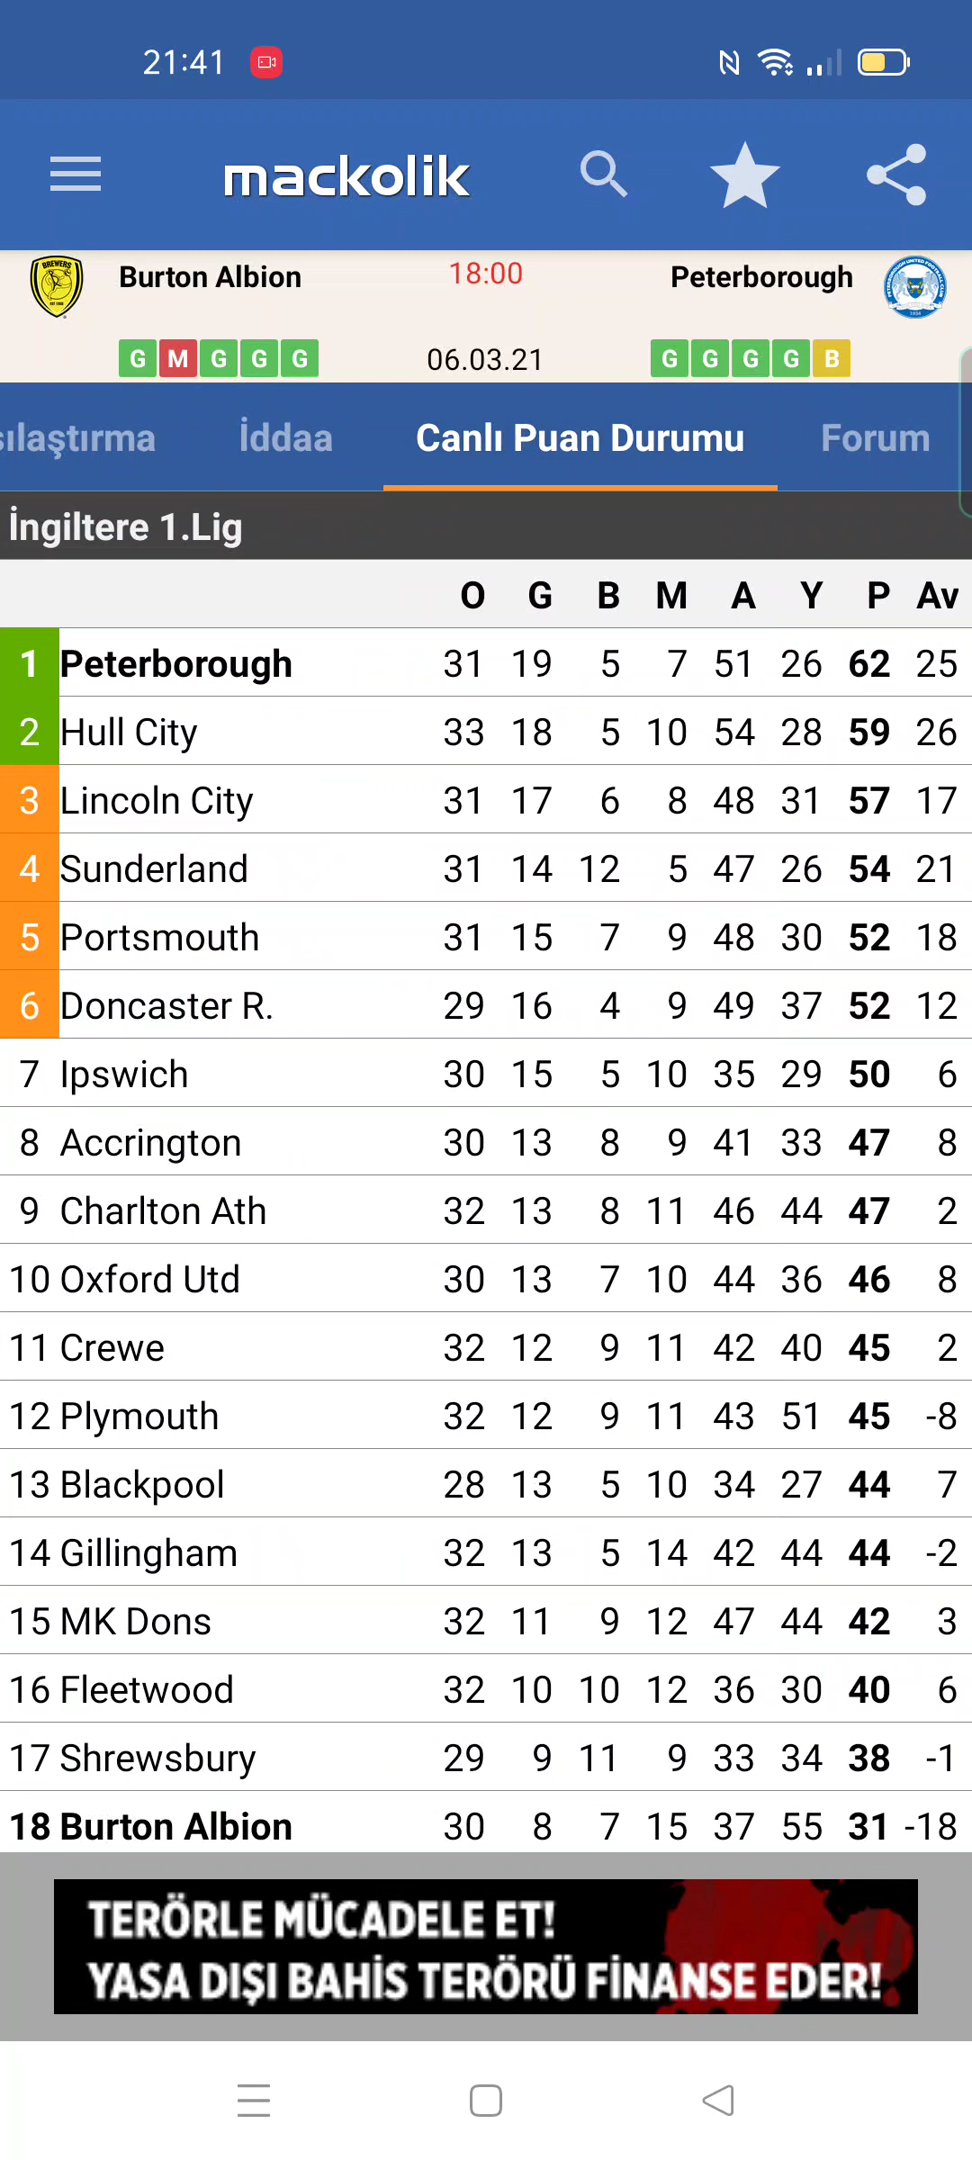 21:41
mackolik
Burton Albion 18:00 Peterborough
G M G G G 06.03.21 G G G G B
sılaştırma İddaa Canlı Puan Durumu Forum
İngiltere 1.Lig
O G B M A Y P Av
1 Peterborough 31 19 5 7 51 26 62 25
2 Hull City 33 18 5 10 54 28 59 26
3 Lincoln City 31 17 6 8 48 31 57 17
4 Sunderland 31 14 12 5 47 26 54 21
5 Portsmouth 31 15 7 9 48 30 52 18
6 Doncaster R. 29 16 4 9 49 37 52 12
7 Ipswich 30 15 5 10 35 29 50 6
8 Accrington 30 13 8 9 41 33 47 8
9 Charlton Ath 32 13 8 11 46 44 47 2
10 Oxford Utd 30 13 7 10 44 36 46 8
11 Crewe 32 12 9 11 42 40 45 2
12 Plymouth 32 12 9 11 43 51 45 -8
13 Blackpool 28 13 5 10 34 27 44 7
14 Gillingham 32 13 5 14 42 44 44 -2
15 MK Dons 32 11 9 12 47 44 42 3
16 Fleetwood 32 10 10 12 36 30 40 6
17 Shrewsbury 29 9 11 9 33 34 38 -1
18 Burton Albion 30 8 7 15 37 55 31 -18
TERÖRLE MÜCADELE ET!
YASA DIŞI BAHİS TERÖRÜ FİNANSE EDER!